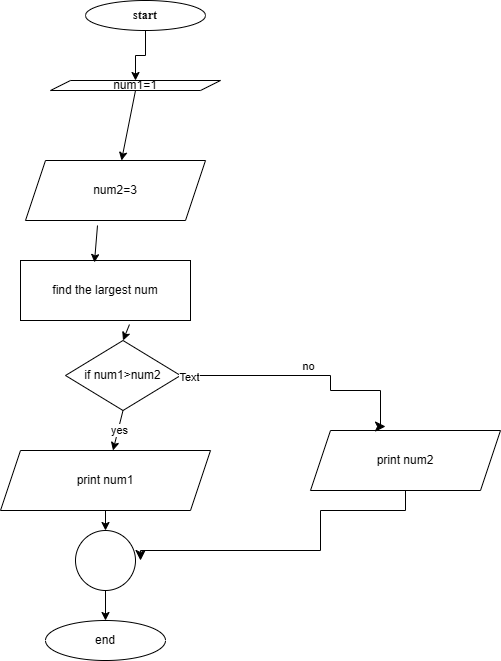 start
num1=1
num2=3
find the largest num
if num1>num2
Text
no
yes
print num1
print num2
end